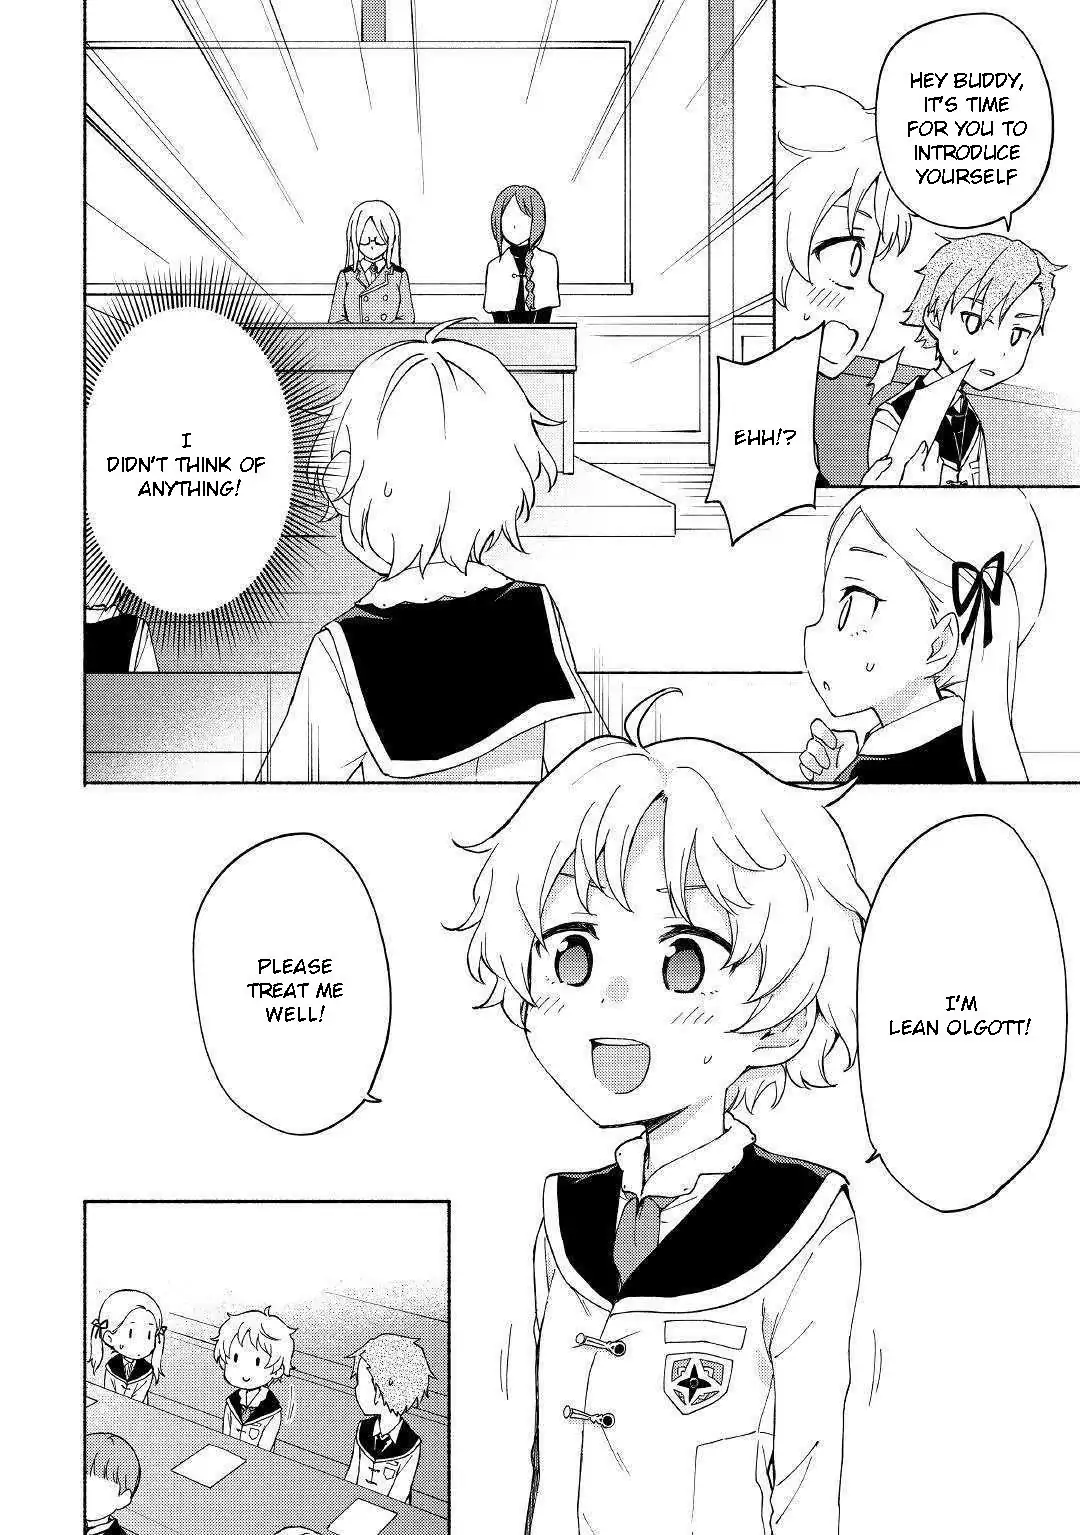 HEY BUDDY,
IT'S TIME
FOR YOU TO
INTRODUCE
YOURSELF
EHH!?
I
DIDN'T THINK OF
ANYTHING!
I'M
LEAN OLGOTT!
PLEASE
TREAT ME
WELL!